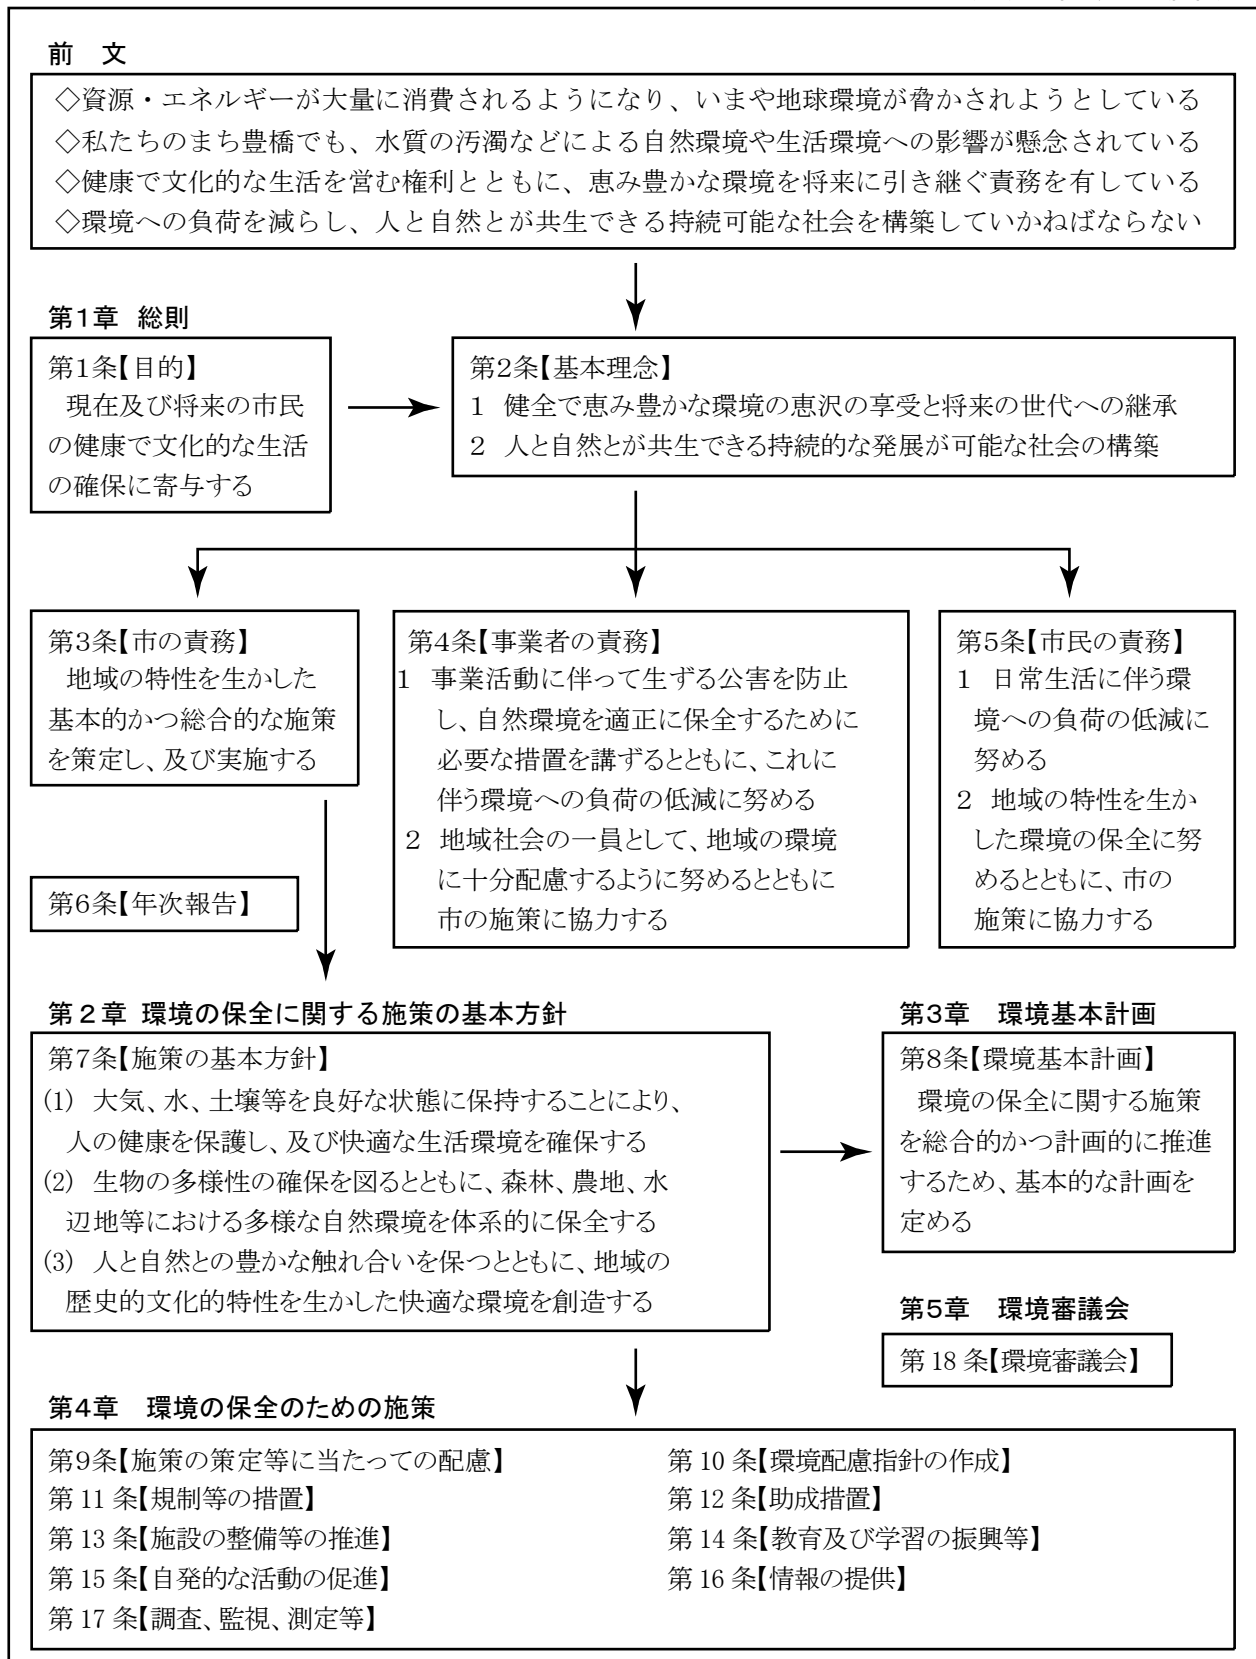 前　文
◇資源・エネルギーが大量に消費されるようになり、いまや地球環境が脅かされようとしている
◇私たちのまち豊橋でも、水質の汚濁などによる自然環境や生活環境への影響が懸念されている
◇健康で文化的な生活を営む権利とともに、恵み豊かな環境を将来に引き継ぐ責務を有している
◇環境への負荷を減らし、人と自然とが共生できる持続可能な社会を構築していかねばならない
第1章　総則
第1条【目的】
現在及び将来の市民
の健康で文化的な生活
の確保に寄与する
第2条【基本理念】
1　健全で恵み豊かな環境の恵沢の享受と将来の世代への継承
2　人と自然とが共生できる持続的な発展が可能な社会の構築
第3条【市の責務】
地域の特性を生かした
基本的かつ総合的な施策
を策定し、及び実施する
第4条【事業者の責務】
1　事業活動に伴って生ずる公害を防止
し、自然環境を適正に保全するために
必要な措置を講ずるとともに、これに
伴う環境への負荷の低減に努める
2　地域社会の一員として、地域の環境
に十分配慮するように努めるとともに
市の施策に協力する
第5条【市民の責務】
1　日常生活に伴う環
境への負荷の低減に
努める
2　地域の特性を生か
した環境の保全に努
めるとともに、市の
施策に協力する
第6条【年次報告】
第2章 環境の保全に関する施策の基本方針
第7条【施策の基本方針】
(1)　大気、水、土壌等を良好な状態に保持することにより、
人の健康を保護し、及び快適な生活環境を確保する
(2)　生物の多様性の確保を図るとともに、森林、農地、水
辺地等における多様な自然環境を体系的に保全する
(3)　人と自然との豊かな触れ合いを保つとともに、地域の
歴史的文化的特性を生かした快適な環境を創造する
第3章　環境基本計画
第8条【環境基本計画】
環境の保全に関する施策
を総合的かつ計画的に推進
するため、基本的な計画を
定める
第5章　環境審議会
第 18 条【環境審議会】
第4章　環境の保全のための施策
第9条【施策の策定等に当たっての配慮】
第 10 条【環境配慮指針の作成】
第 11 条【規制等の措置】
第 12 条【助成措置】
第 13 条【施設の整備等の推進】
第 14 条【教育及び学習の振興等】
第 15 条【自発的な活動の促進】
第 16 条【情報の提供】
第 17 条【調査、監視、測定等】